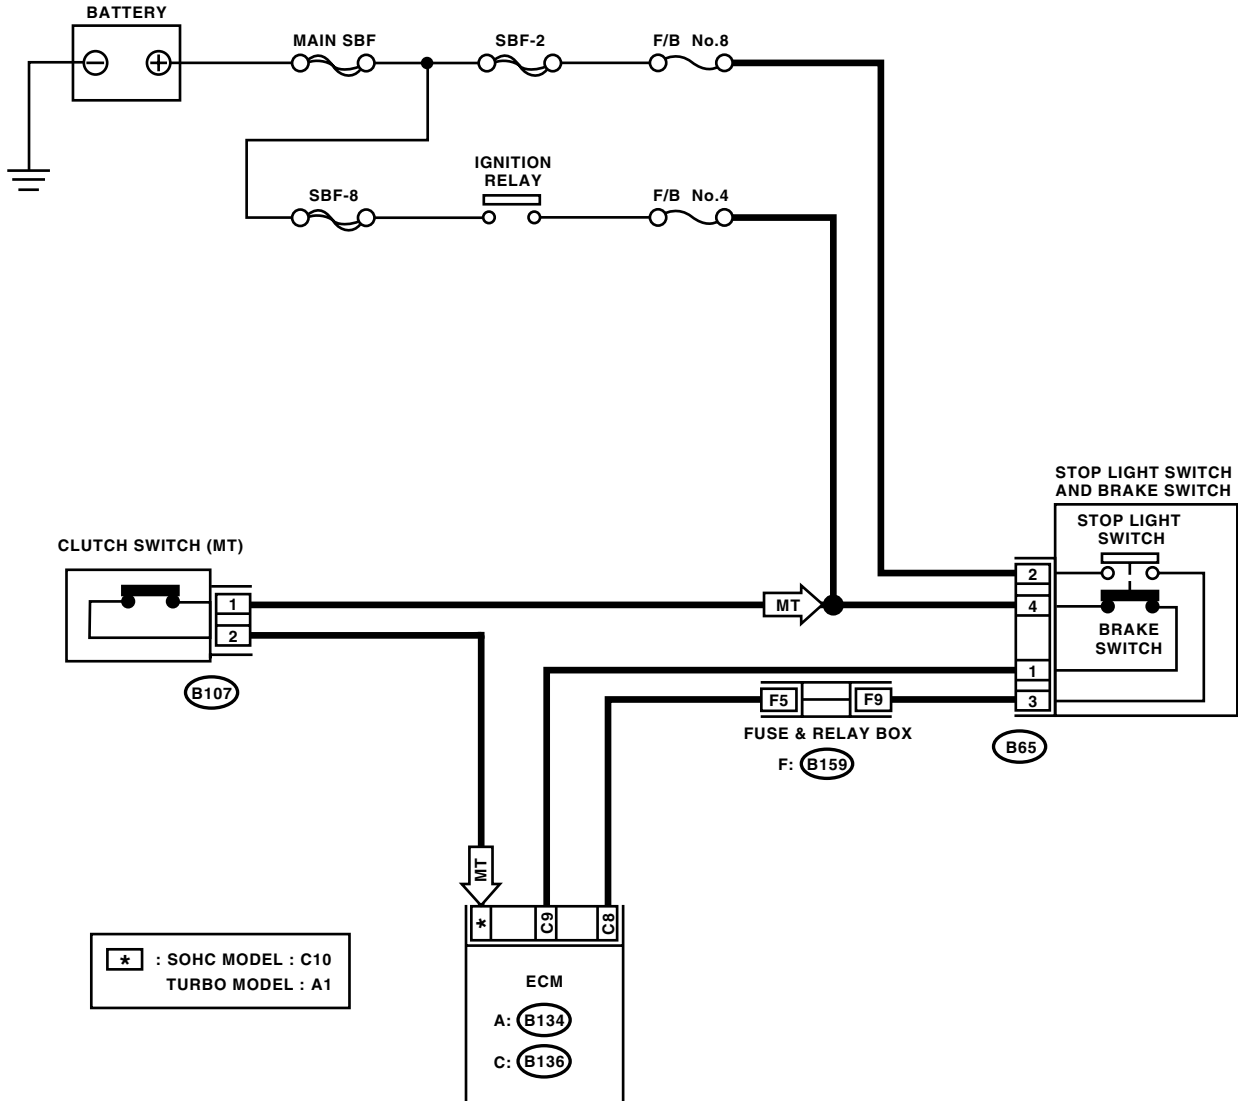 BATTERY
MAIN SBF
SBF-2
F/B No.8
SBF-8
IGNITION
RELAY
F/B No.4
STOP LIGHT SWITCH
AND BRAKE SWITCH
STOP LIGHT
SWITCH
BRAKE
SWITCH
2
4
1
3
B65
CLUTCH SWITCH (MT)
1
2
B107
MT
F5
F9
FUSE & RELAY BOX
F: B159
MT
*
C9
C8
ECM
A: B134
C: B136
* : SOHC MODEL : C10
TURBO MODEL : A1